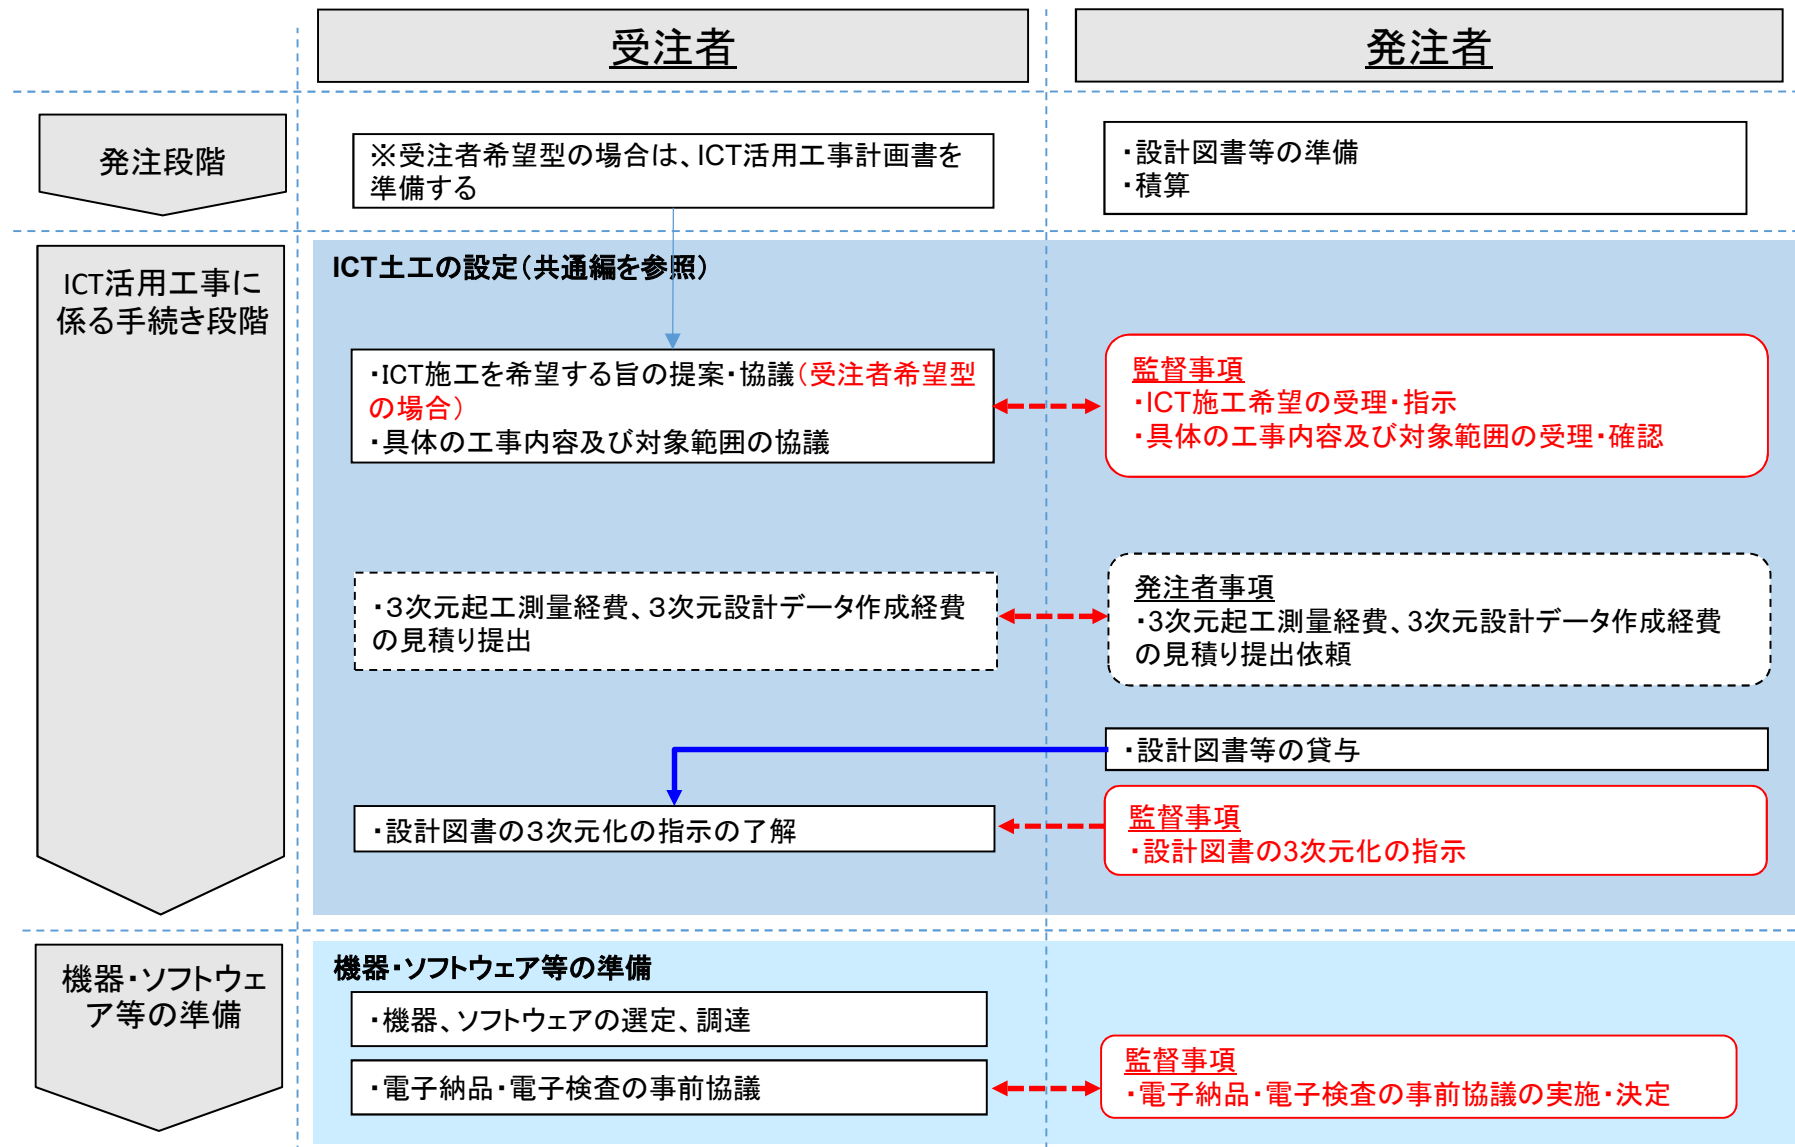 受注者
発注者
発注段階
※受注者希望型の場合は、ICT活用工事計画書を
準備する
・設計図書等の準備
・積算
ICT活用工事に
係る手続き段階
ICT土工の設定（共通編を参照）
・ICT施工を希望する旨の提案・協議（受注者希望型
の場合）
・具体の工事内容及び対象範囲の協議
監督事項
・ICT施工希望の受理・指示
・具体の工事内容及び対象範囲の受理・確認
・３次元起工測量経費、３次元設計データ作成経費
の見積り提出
発注者事項
・3次元起工測量経費、3次元設計データ作成経費
の見積り提出依頼
・設計図書等の貸与
・設計図書の３次元化の指示の了解
監督事項
・設計図書の3次元化の指示
機器・ソフトウェ
ア等の準備
機器・ソフトウェア等の準備
・機器、ソフトウェアの選定、調達
・電子納品・電子検査の事前協議
監督事項
・電子納品・電子検査の事前協議の実施・決定